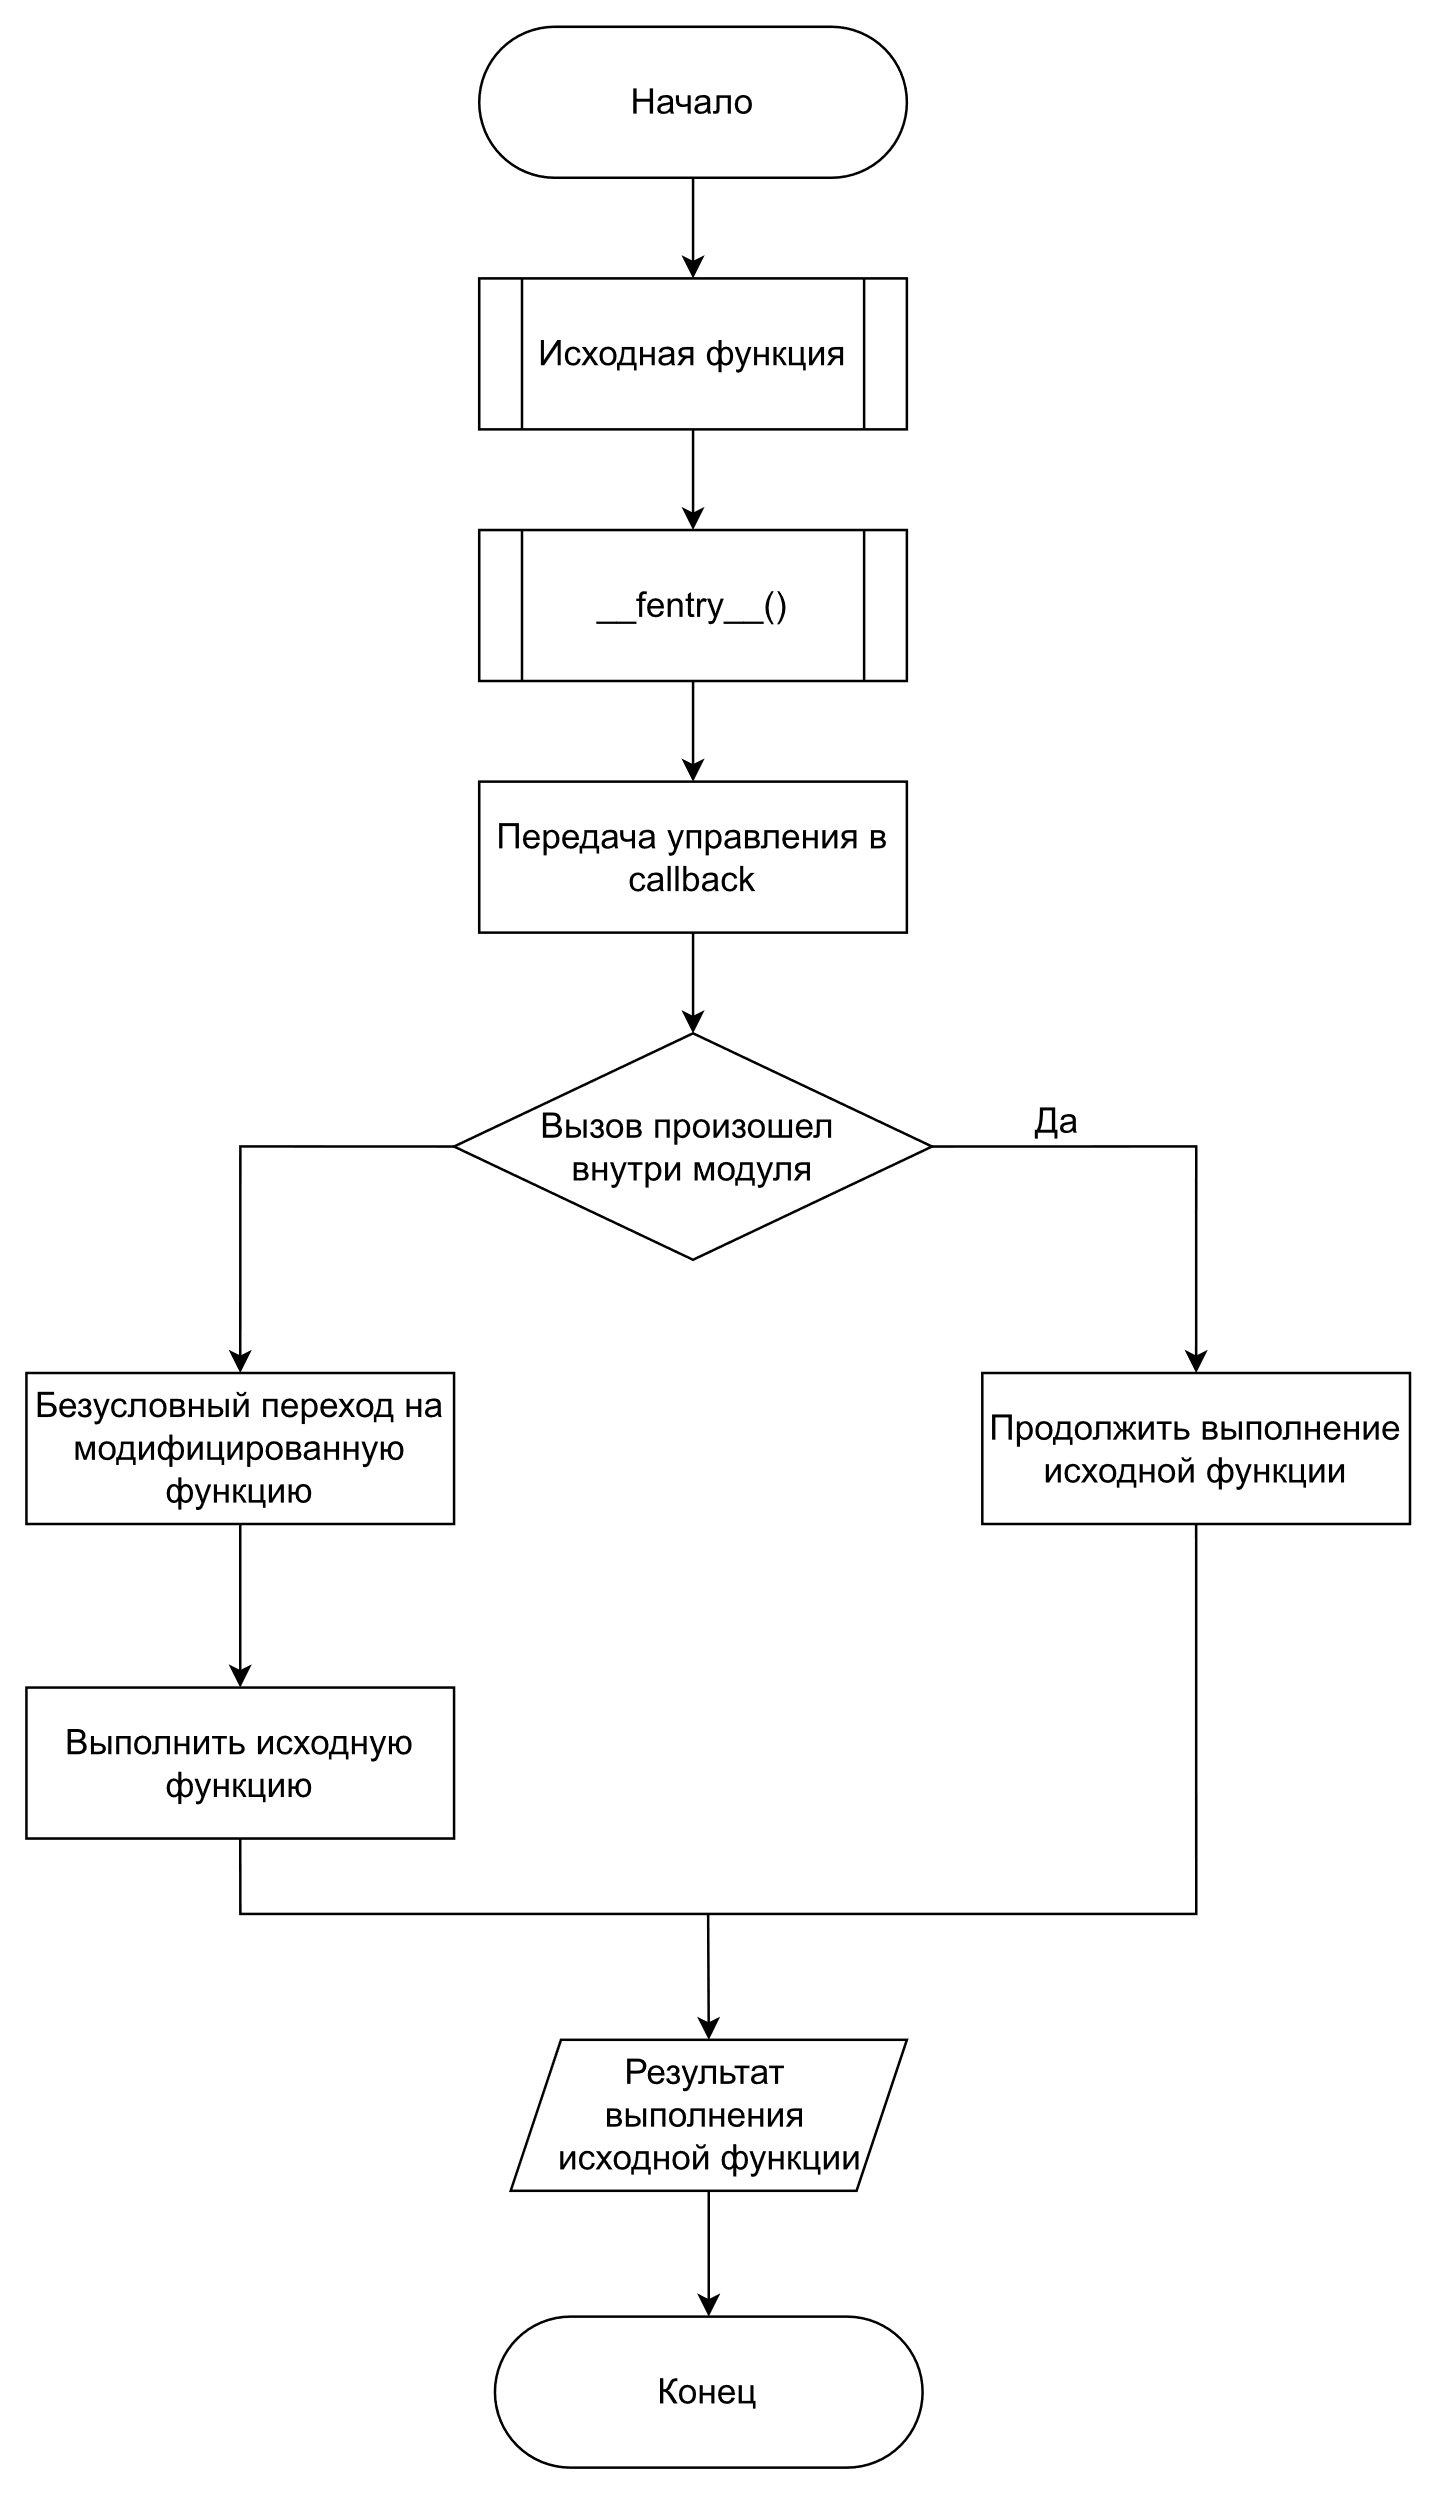 Начало
Исходная функция
__fentry__()
Передача управления в
callback
Вызов произошел
внутри модуля
Да
Безусловный переход на
модифицированную
функцию
Продолжить выполнение
исходной функции
Выполнить исходную
функцию
Результат
выполнения
исходной функции
Конец